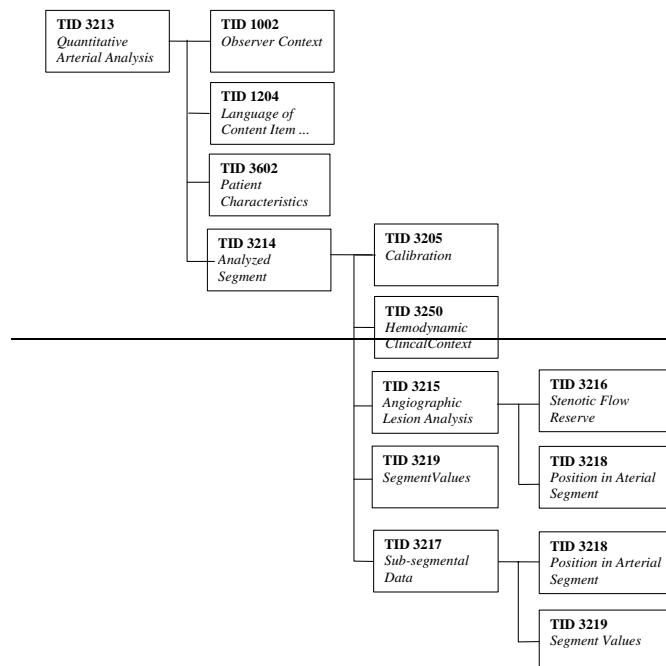 TID 3213
Quantitative
Arterial Analysis
TID 1002
Observer Context
TID 1204
Language of
Content Item ...
TID 3602
Patient
Characteristics
TID 3214
Analyzed
Segment
TID 3205
Calibration
TID 3250
Hemodynamic
ClincalContext
TID 3215
Angiographic
Lesion Analysis
TID 3216
Stenotic Flow
Reserve
TID 3218
Position in Aterial
Segment
TID 3219
SegmentValues
TID 3217
Sub-segmental
Data
TID 3218
Position in Arterial
Segment
TID 3219
Segment Values